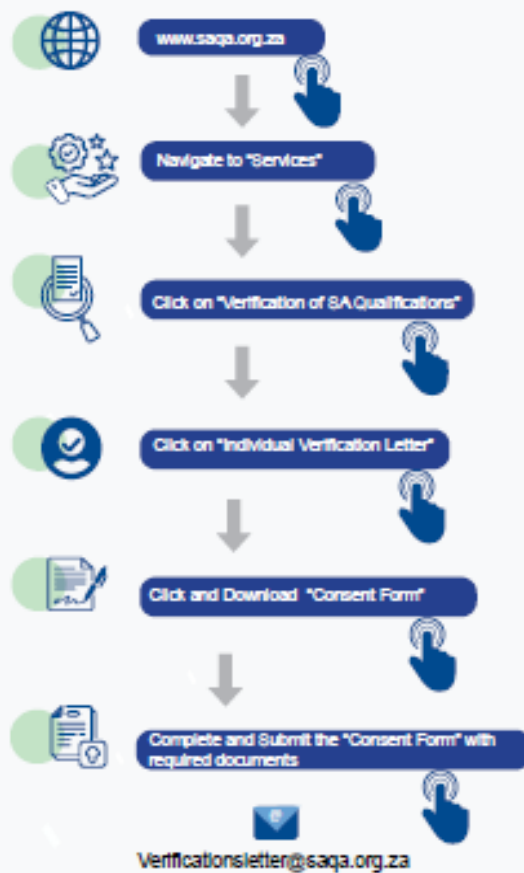 www.saqa.org.za
Navigate to "Services"
Click on "Verification of SA Qualifications"
Click on "Individual Verification Letter"
Click and Download "Consent Form"
Complete and Submit the "Consent Form" with
required documents
Verificationsletter@saqa.org.za